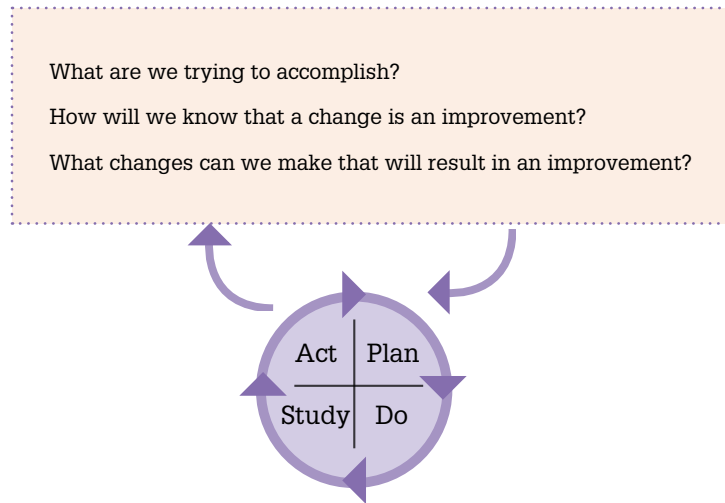 What are we trying to accomplish?
How will we know that a change is an improvement?
What changes can we make that will result in an improvement?
Act Plan
Study Do